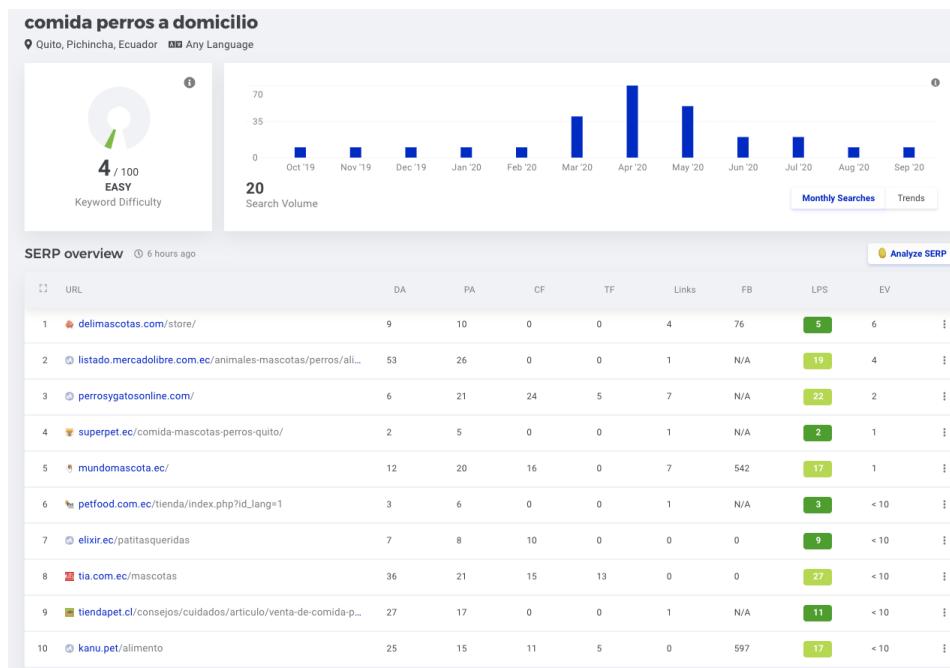 comida perros a domicilio
Quito, Pichincha, Ecuador Any Language
4 / 100
EASY
Keyword Difficulty
70
35
0
Oct '19 Nov '19 Dec '19 Jan '20 Feb '20 Mar '20 Apr '20 May '20 Jun '20 Jul '20 Aug '20 Sep '20
20
Search Volume
Monthly Searches Trends
SERP overview 6 hours ago
Analyze SERP
URL DA PA CF TF Links FB LPS EV
1 delimascotas.com/store/ 9 10 0 0 4 76 5 6
2 listado.mercadolibre.com.ec/animales-mascotas/perros/ali... 53 26 0 0 1 N/A 19 4
3 perrosygatosonline.com/ 6 21 24 5 7 N/A 22 2
4 superpet.ec/comida-mascotas-perros-quito/ 2 5 0 0 1 N/A 2 1
5 mundomascota.ec/ 12 20 16 0 7 542 17 1
6 petfood.com.ec/tienda/index.php?id_lang=1 3 6 0 0 1 N/A 3 < 10
7 elixir.ec/patitasqueridas 7 8 10 0 0 0 9 < 10
8 tia.com.ec/mascotas 36 21 15 13 0 0 27 < 10
9 tiendapet.cl/consejos/cuidados/articulo/venta-de-comida-p... 27 17 0 0 1 N/A 11 < 10
10 kanu.pet/alimento 25 15 11 5 0 597 17 < 10